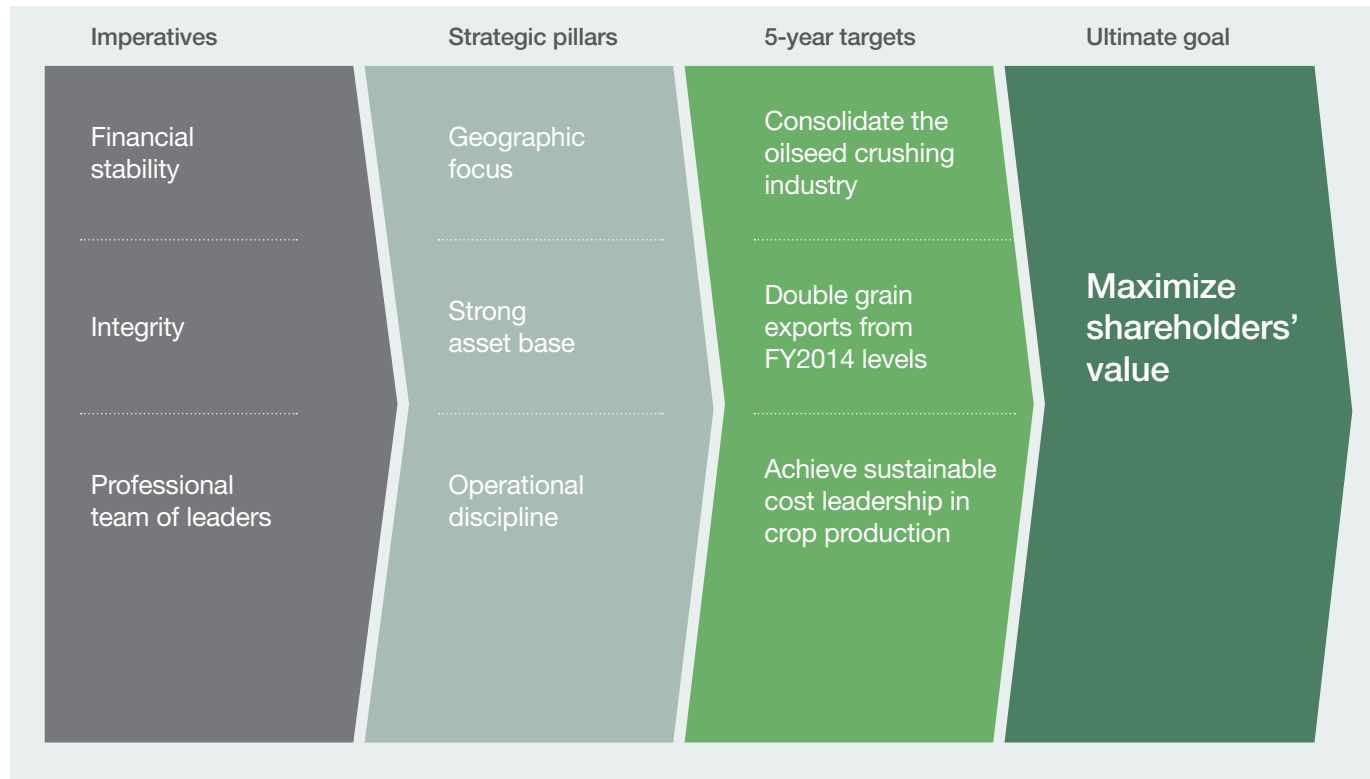 Imperatives
Financial
stability
Integrity
Professional
team of leaders
Strategic pillars
Geographic
focus
Strong
asset base
Operational
discipline
5-year targets
Consolidate the
oilseed crushing
industry
Double grain
exports from
FY2014 levels
Achieve sustainable
cost leadership in
crop production
Ultimate goal
Maximize
shareholders’
value